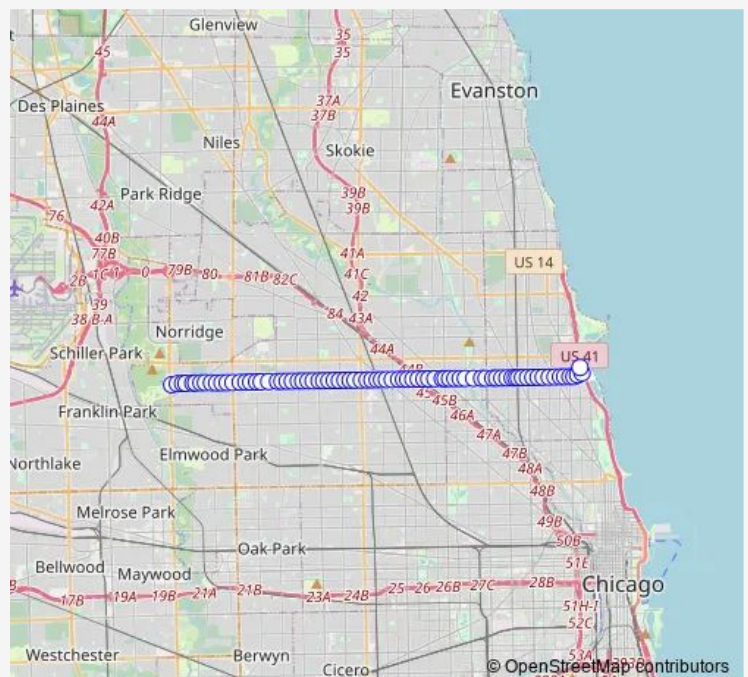 Glenview
35
35
45
Evanston
37A
37B
Des Plaines
44A
Niles
Skokie
Park Ridge
39B
39B
42A
76
40B
77B
1C 1 0 79B 80 81B 82C
41A
41C
US 14
2B
39
38 B-A
42
84 43A
Norridge
44A
Schiller Park
US 41
45B
Franklin Park
46A
47A
Elmwood Park
47B
Northlake
48A
48B
Melrose Park
49B
50B
Oak Park
51E
Bellwood
Maywood
17B 19A 19B 21A 21B 23A 24B 25 26 26B 27C 28B
Chicago
51H-I
52C
Westchester
Berwyn
Cicero
53A
© OpenStreetMap contributors